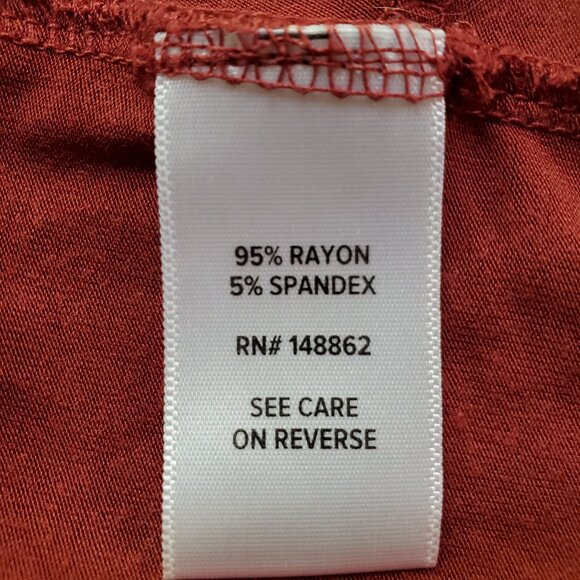 95% RAYON
5% SPANDEX
RN# 148862
SEE CARE
ON REVERSE